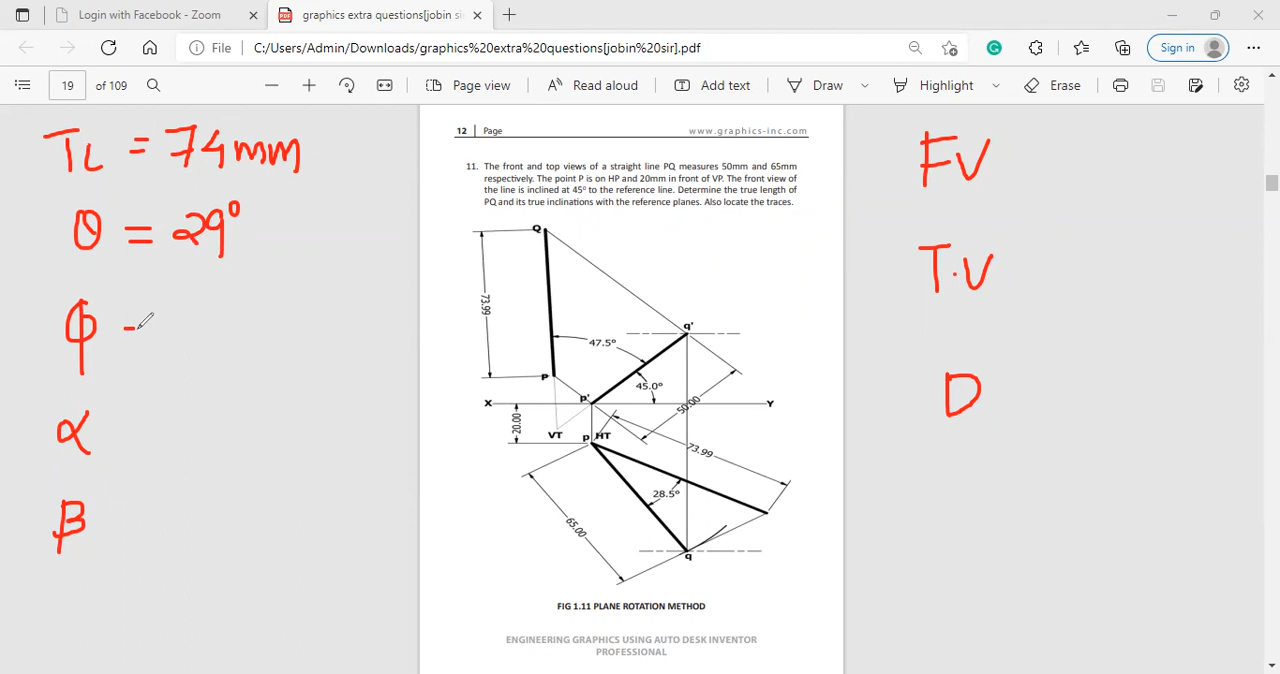 Login with Facebook - Zoom
graphics extra questions[jobin si
File
C:/Users/Admin/Downloads/graphics%20extra%20questions[jobin%20sir].pdf
Sign in
19 of 109
Page view
Read aloud
Add text
Draw
Highlight
Erase
TL = 74mm
θ = 29°
ϕ -
α
β
12 | Page
www.graphics-inc.com
11. The front and top views of a straight line PQ measures 50mm and 65mm
respectively. The point P is on HP and 20mm in front of VP. The front view of
the line is inclined at 45⁰ to the reference line. Determine the true length of
PQ and its true inclinations with the reference planes. Also locate the traces.
Q
73.99
47.5°
q'
P
p'
45.0°
X
Y
20.00
50.00
VT
p
HT
73.99
28.5°
65.00
q
FIG 1.11 PLANE ROTATION METHOD
ENGINEERING GRAPHICS USING AUTO DESK INVENTOR
PROFESSIONAL
FV
T.V
D